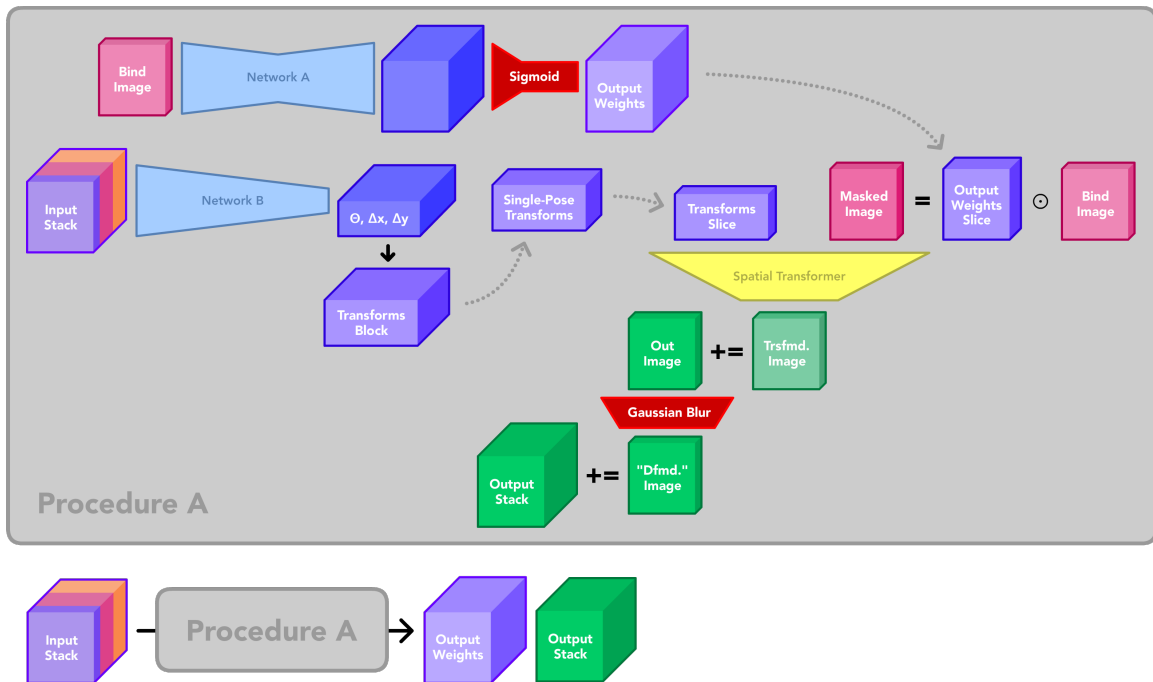 Bind
Image
Network A
Sigmoid
Output
Weights
Input
Stack
Network B
Θ, Δx, Δy
Single-Pose
Transforms
Transforms
Slice
Masked
Image
=
Output
Weights
Slice
⊙
Bind
Image
Spatial Transformer
Transforms
Block
Out
Image
+=
Trsfmd.
Image
Gaussian Blur
Output
Stack
+=
"Dfmd."
Image
Procedure A
Input
Stack
Procedure A
Output
Weights
Output
Stack